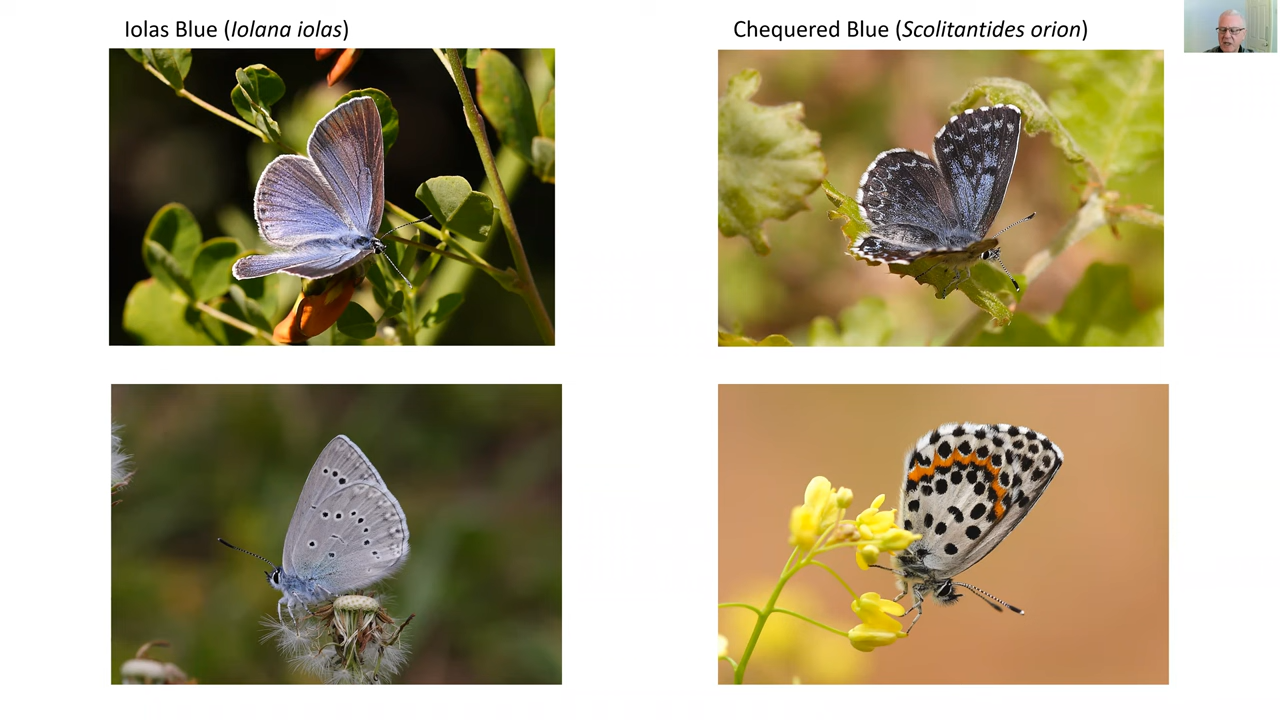 Iolas Blue (Iolana iolas)
Chequered Blue (Scolitantides orion)